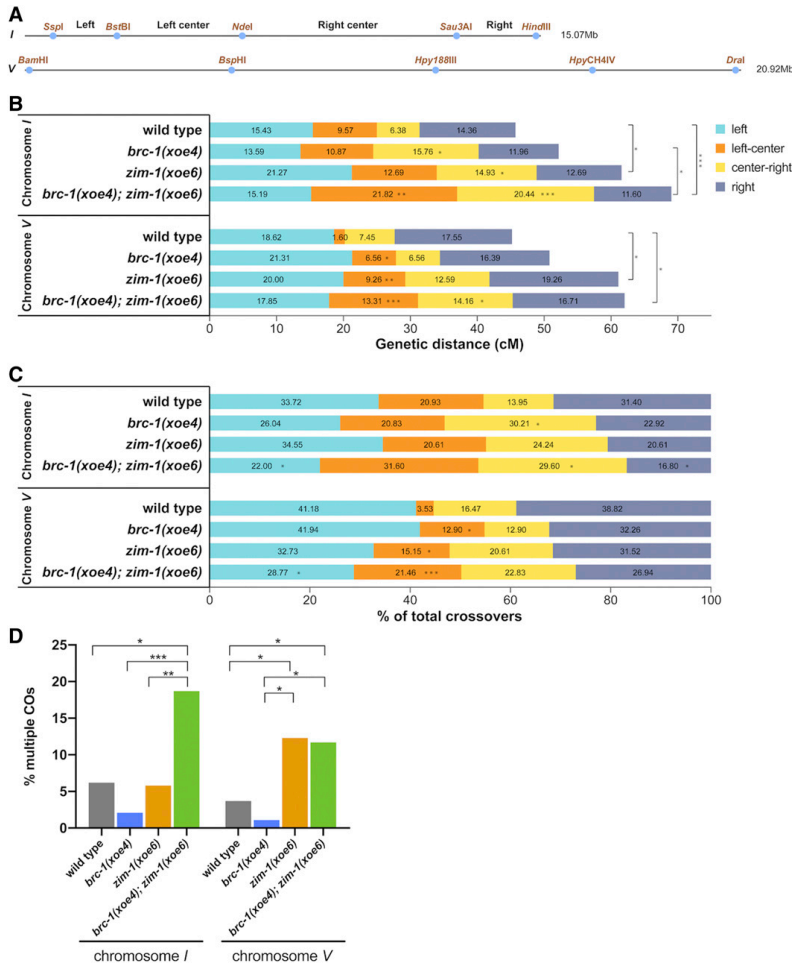 A
SspI Left BstBI Left center NdeI Right center Sau3AI Right HindIII
I 15.07Mb
BamHI BspHI Hpy188III HpyCH4IV DraI
V 20.92Mb
B
Chromosome I
wild type 15.43 9.57 6.38 14.36
brc-1(xoe4) 13.59 10.87 15.76 * 11.96
zim-1(xoe6) 21.27 12.69 14.93 * 12.69
brc-1(xoe4); zim-1(xoe6) 15.19 21.82 ** 20.44 *** 11.60
* * ***
left
left-center
center-right
right
Chromosome V
wild type 18.62 1.60 7.45 17.55
brc-1(xoe4) 21.31 6.56 * 6.56 16.39
zim-1(xoe6) 20.00 9.26 ** 12.59 19.26
brc-1(xoe4); zim-1(xoe6) 17.85 13.31 *** 14.16 * 16.71
* *
0 10 20 30 40 50 60 70
Genetic distance (cM)
C
Chromosome I
wild type 33.72 20.93 13.95 31.40
brc-1(xoe4) 26.04 20.83 30.21 * 22.92
zim-1(xoe6) 34.55 20.61 24.24 20.61
brc-1(xoe4); zim-1(xoe6) 22.00 * 31.60 29.60 * 16.80 *
Chromosome V
wild type 41.18 3.53 16.47 38.82
brc-1(xoe4) 41.94 12.90 * 12.90 32.26
zim-1(xoe6) 32.73 15.15 * 20.61 31.52
brc-1(xoe4); zim-1(xoe6) 28.77 * 21.46 *** 22.83 26.94
0 20 40 60 80 100
% of total crossovers
D
% multiple COs
25
20
15
10
5
0
* *** **
* * * *
wild type
brc-1(xoe4)
zim-1(xoe6)
brc-1(xoe4); zim-1(xoe6)
wild type
brc-1(xoe4)
zim-1(xoe6)
brc-1(xoe4); zim-1(xoe6)
chromosome I chromosome V